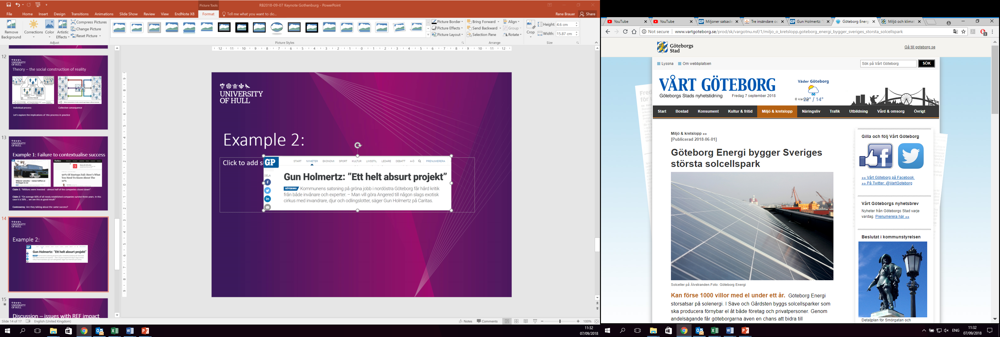 Picture Tools
RB2018-09-07 Keynote Gothenburg - PowerPoint
File Home Insert Design Transitions Animations Slide Show Review View EndNote X8 Format Tell me what you want to do... Rene Brauer Share
Remove Background
Corrections
Color
Artistic Effects
Compress Pictures
Change Picture
Reset Picture
Adjust
Picture Styles
Picture Border
Picture Effects
Picture Layout
Bring Forward
Send Backward
Selection Pane
Align
Group
Rotate
Arrange
Crop
Height: 4.6 cm
Width: 15.87 cm
Size
12
UNIVERSITY OF HULL
Theory – the social construction of reality
Individual process
Collective consequence
Let's explore the implications of this procress in practice
13
UNIVERSITY OF HULL
Example 1: Failure to contextualise success
Forbes
90% Of Startups Fail: Here's What
You Need To Know About The
10%
Miljoner satsades – nästan hälften av
företagen la ner
Claim 1: "Millions were invested - almost half of the companies closed down"
Claim 2: "On average 66% of all newly established companies survive three years. In this
case it is 56% ... we see this as good result"
Controversy: Are they talking about the same success?
14
UNIVERSITY OF HULL
Example 2:
GP
Gun Holmertz: "Ett helt absurt projekt"
15
UNIVERSITY OF HULL
Discussion – issues with REF impact
UNIVERSITY
OF HULL
Example 2:
Click to add s
GP START NYHETER EKONOMI SPORT KULTUR LIVSSTIL LEDARE DEBATT A-Ö PRENUMERERA
DELA
Gun Holmertz: ”Ett helt absurt projekt”
GÖTEBORG Kommunens satsning på gröna jobb i nordöstra Göteborg får hård kritik
från både invånare och experter. – Man vill göra Angered till någon slags exotisk
cirkus med invandrare, djur och odlingslotter, säger Gun Holmertz på Caritas.
Slide 14 of 17 English (United Kingdom)
Notes Comments 100%
11:32
07/09/2018
YouTube YouTube Miljoner satsade Tre insändare oc Gun Holmertz: " Göteborg Energi Miljö och klimat
Not secure www.vartgoteborg.se/prod/sk/vargotnu.nsf/1/miljo_o_kretslopp,goteborg_energi_bygger_sveriges_storsta_solcellspark
Göteborgs
Stad
Gå till goteborg.se
Lyssna Om webbplatsen
Sök på Vårt Göteborg SÖK
VÅRT GÖTEBORG
Göteborgs Stads nyhetstidning Fredag 7 september 2018
Väder Göteborg
22° / 14°
Start Bostad Konsument Kultur & fritid Miljö & kretslopp Näringsliv Trafik Utbildning Vård & omsorg Övrigt
Miljö & kretslopp »»
[Publicerad 2018-06-01]
Göteborg Energi bygger Sveriges
största solcellspark
Solceller på Älvstranden.Foto: Göteborg Energi
Kan förse 1000 villor med el under ett år. Göteborg Energi
storsatsar på solenergi. I Säve och Gårdsten byggs solcellsparker som
ska producera förnybar el åt både företag och privatpersoner. Genom
andelsägande får göteborgarna även en chans att bidra till
Gilla och följ Vårt Göteborg
»» Vårt Göteborg på Facebook
»» På Twitter: @VartGoteborg
Vårt Göteborgs nyhetsbrev
Nyheter från Göteborgs Stad varje
vardag. Prenumerera här »»
Beslutat i kommunstyrelsen
Detaljplan för Smörgatan och
ENG
11:32
07/09/2018